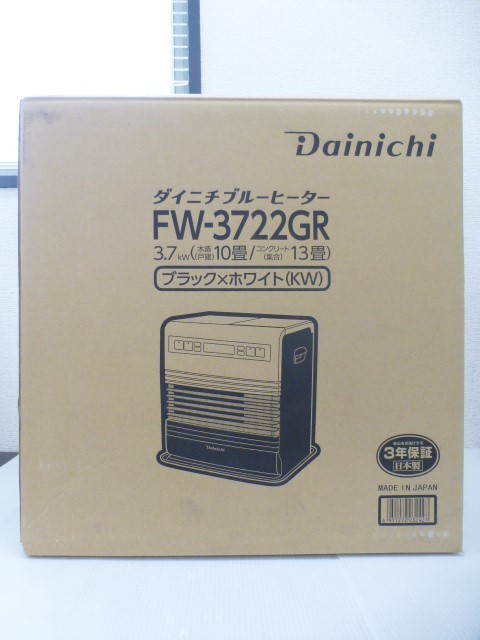 Dainichi
ダイニチブルーヒーター
FW-3722GR
3.7kW(木造(戸建)10畳/コンクリート(集合)13畳)
ブラック×ホワイト(KW)
Dainichi
3年保証
日本製
MADE IN JAPAN